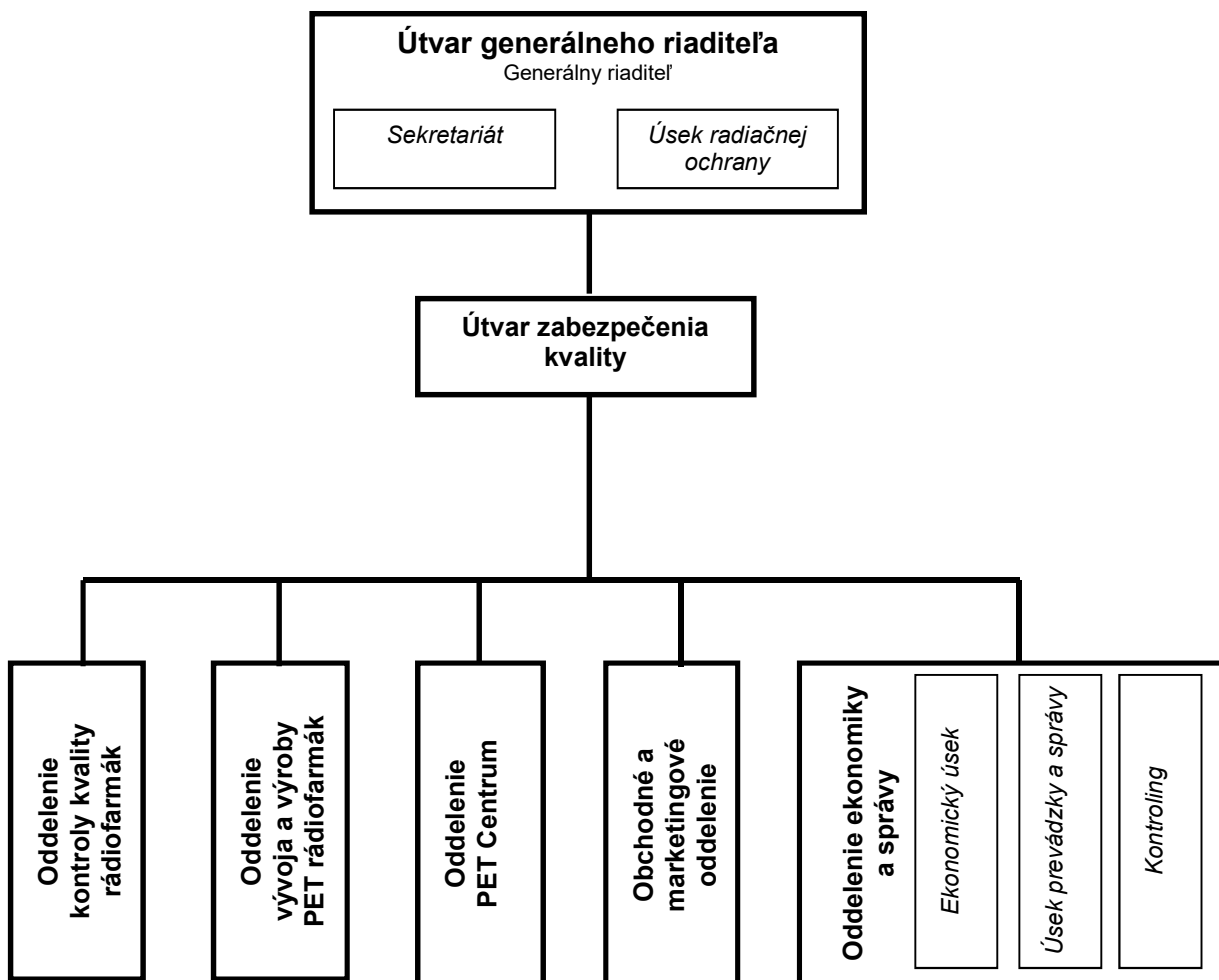 Útvar generálneho riaditeľa
Generálny riaditeľ
Sekretariát
Úsek radiačnej
ochrany
Útvar zabezpečenia
kvality
Oddelenie
kontroly kvality
rádiofarmák
Oddelenie
vývoja a výroby
PET rádiofarmák
Oddelenie
PET Centrum
Obchodné a
marketingové
oddelenie
Oddelenie ekonomiky
a správy
Ekonomický úsek
Úsek prevádzky a správy
Kontroling